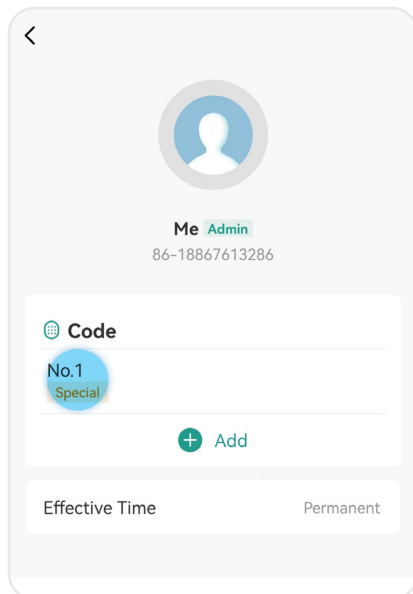 Me Admin
86-18867613286
Code
No.1
Special
Add
Effective Time Permanent